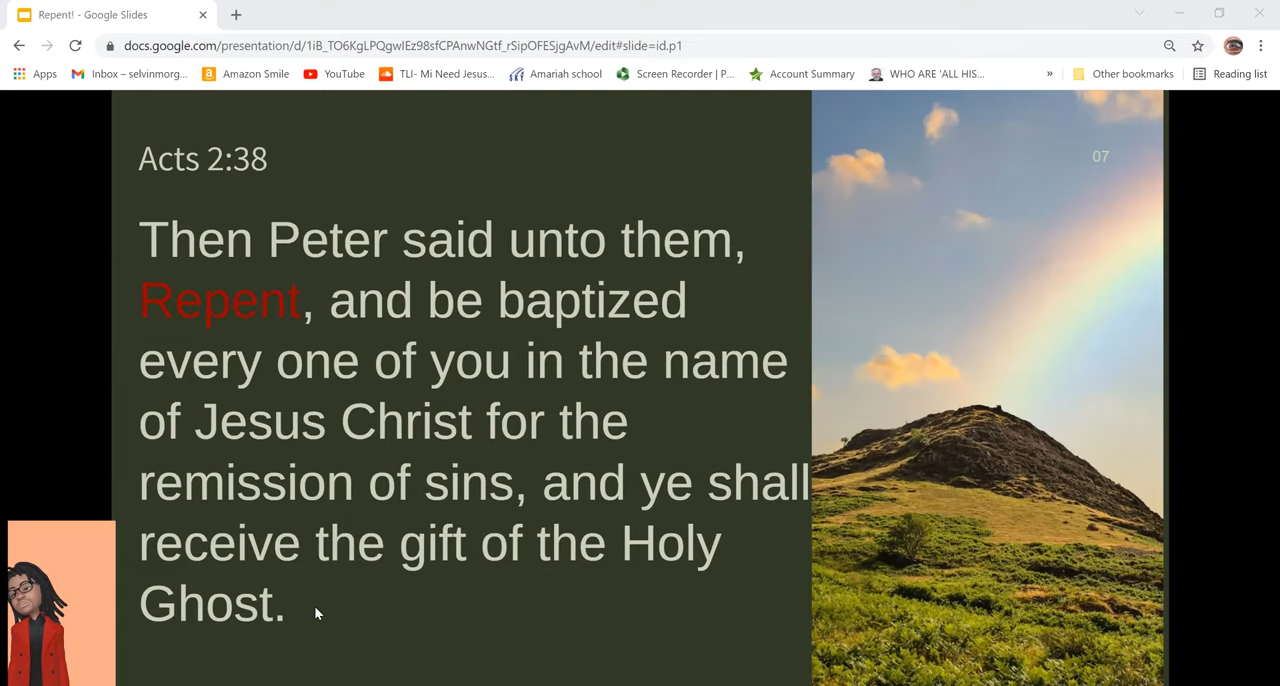 Repent! - Google Slides
docs.google.com/presentation/d/1iB_TO6KgLPQgwIEz98sfCPAnwNGtf_rSipOFESjgAvM/edit#slide=id.p1
Apps Inbox – selvinmorg... Amazon Smile YouTube TLI- Mi Need Jesus... Amariah school Screen Recorder | P... Account Summary WHO ARE 'ALL HIS... » Other bookmarks Reading list
07
Acts 2:38
Then Peter said unto them,
Repent, and be baptized
every one of you in the name
of Jesus Christ for the
remission of sins, and ye shall
receive the gift of the Holy
Ghost.